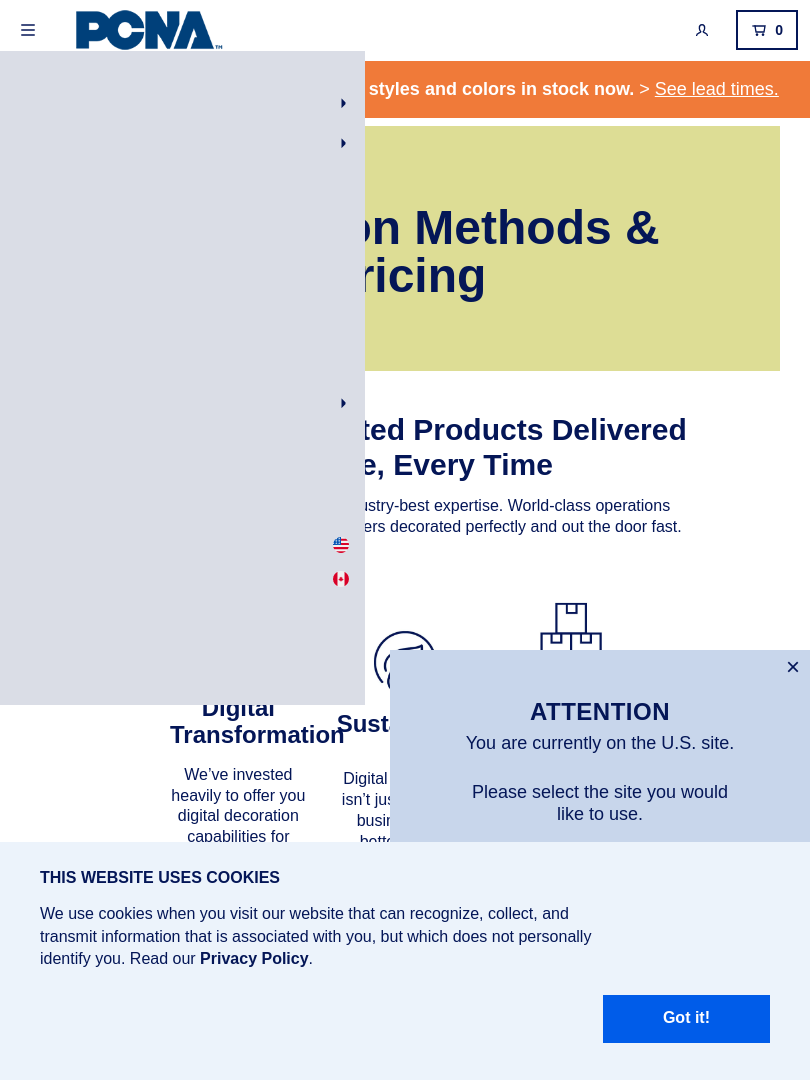 PCNA™
0
styles and colors in stock now. > See lead times.
on Methods &
ricing
ted Products Delivered
e, Every Time
ustry-best expertise. World-class operations
ers decorated perfectly and out the door fast.
Digital
Transformation
We’ve invested
heavily to offer you
digital decoration
capabilities for
Susta
Digital
isn’t jus
busin
bette
×
ATTENTION
You are currently on the U.S. site.
Please select the site you would
like to use.
THIS WEBSITE USES COOKIES
We use cookies when you visit our website that can recognize, collect, and
transmit information that is associated with you, but which does not personally
identify you. Read our Privacy Policy.
Got it!